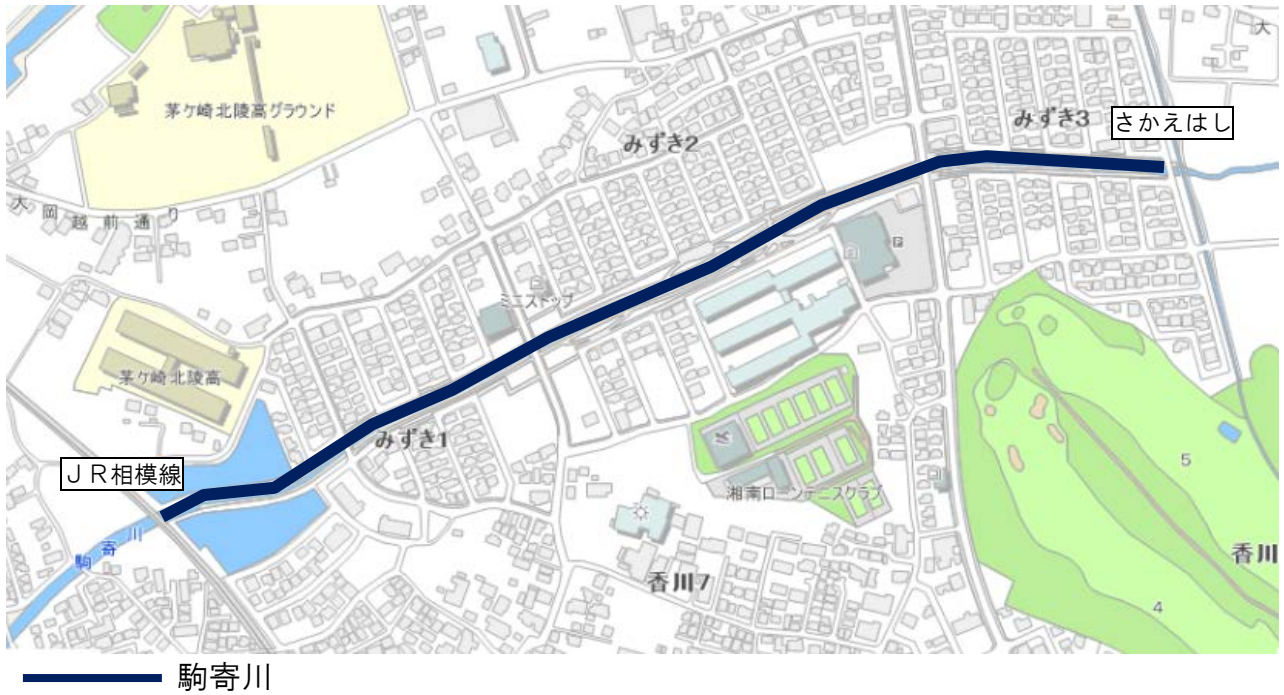 茅ケ崎北陵高グラウンド
大
みずき3
さかえはし
みずき2
大岡越前通り
P
ミニストップ
茅ケ崎北陵高
みずき1
JR相模線
湘南ローンテニスクラブ
5
駒寄川
香川7
香川
4
駒寄川